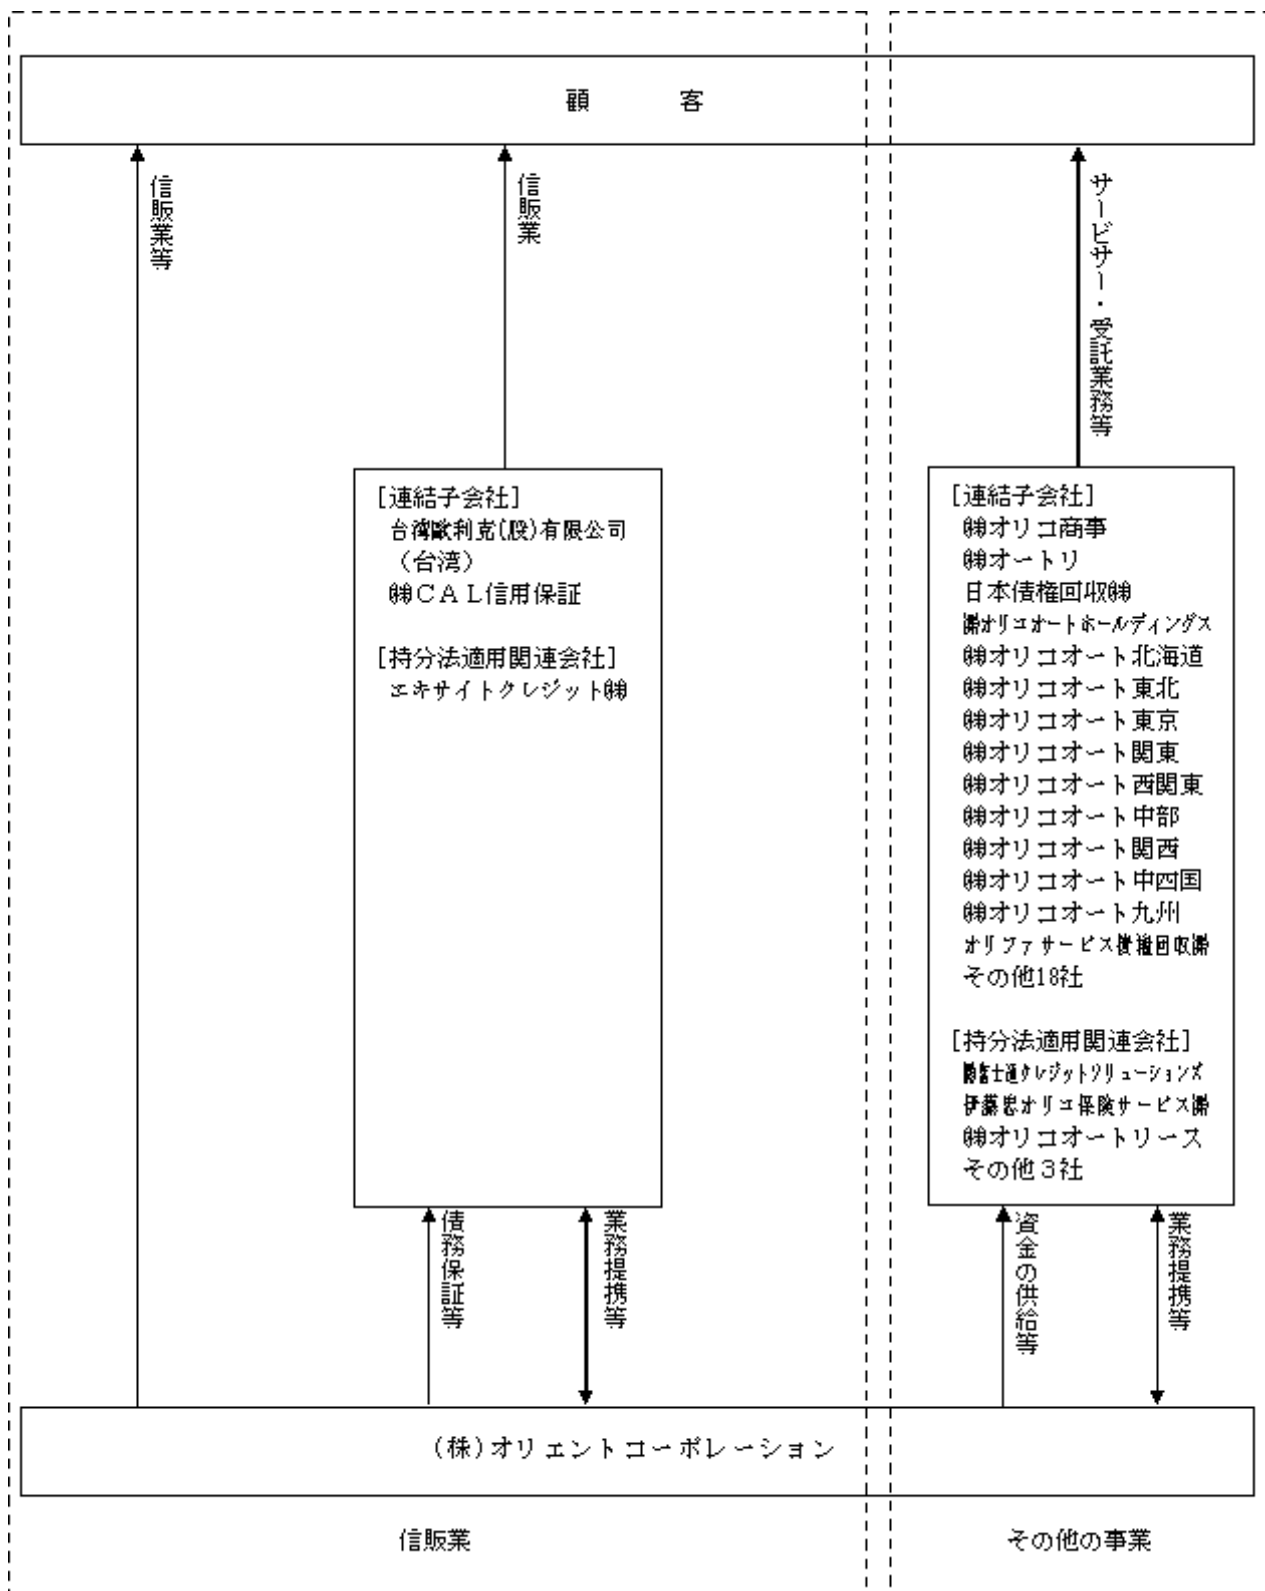 顧　　　客
信販業等
信販業
サービサー・受託業務等
[連結子会社]
台湾歐利克(股)有限公司
（台湾）
㈱ＣＡＬ信用保証
[持分法適用関連会社]
エキサイトクレジット㈱
[連結子会社]
㈱オリコ商事
㈱オートリ
日本債権回収㈱
㈱オリコオートホールディングス
㈱オリコオート北海道
㈱オリコオート東北
㈱オリコオート東京
㈱オリコオート関東
㈱オリコオート西関東
㈱オリコオート中部
㈱オリコオート関西
㈱オリコオート中四国
㈱オリコオート九州
オリファサービス債権回収㈱
その他18社
[持分法適用関連会社]
㈱富士通クレジットソリューションズ
伊藤忠オリコ保険サービス㈱
㈱オリコオートリース
その他３社
債務保証等
業務提携等
資金の供給等
業務提携等
(株)オリエントコーポレーション
信販業
その他の事業